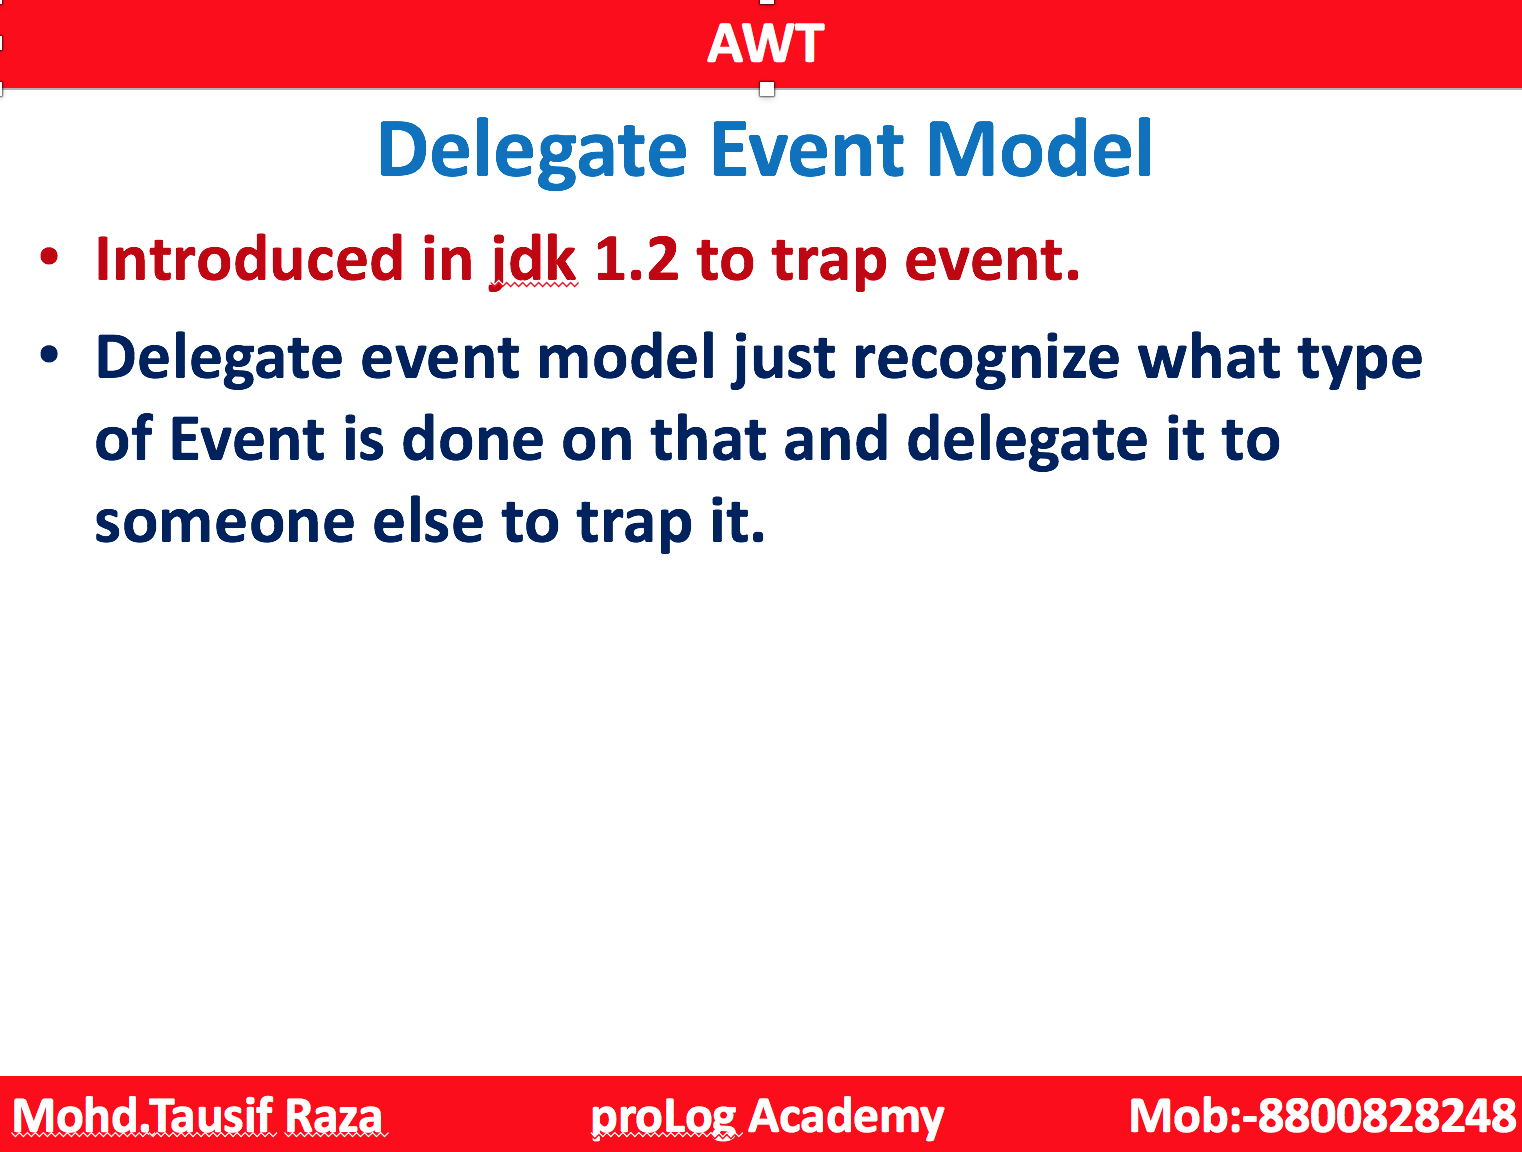 AWT
Delegate Event Model
• Introduced in jdk 1.2 to trap event.
• Delegate event model just recognize what type
of Event is done on that and delegate it to
someone else to trap it.
Mohd.Tausif Raza proLog Academy Mob:-8800828248